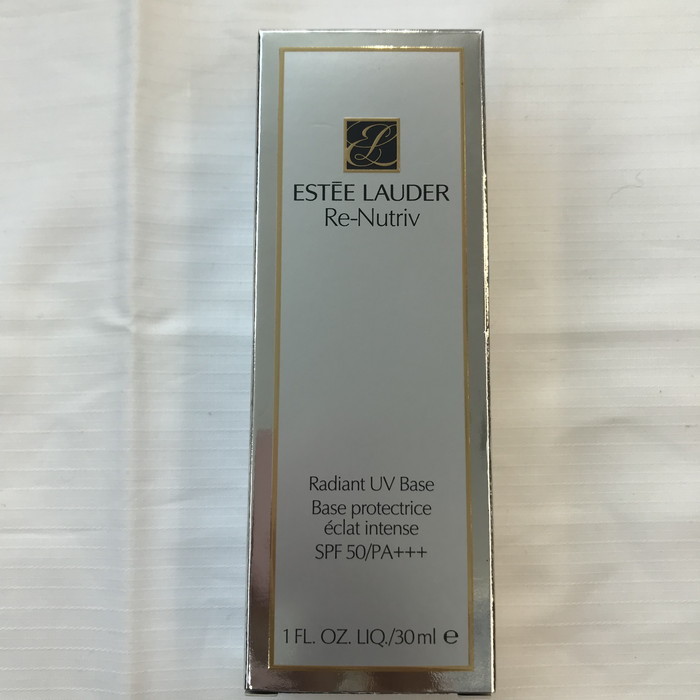 EL
ESTĒE LAUDER
Re-Nutriv
Radiant UV Base
Base protectrice
éclat intense
SPF 50/PA+++
1 FL. OZ. LIQ./30 ml ℮